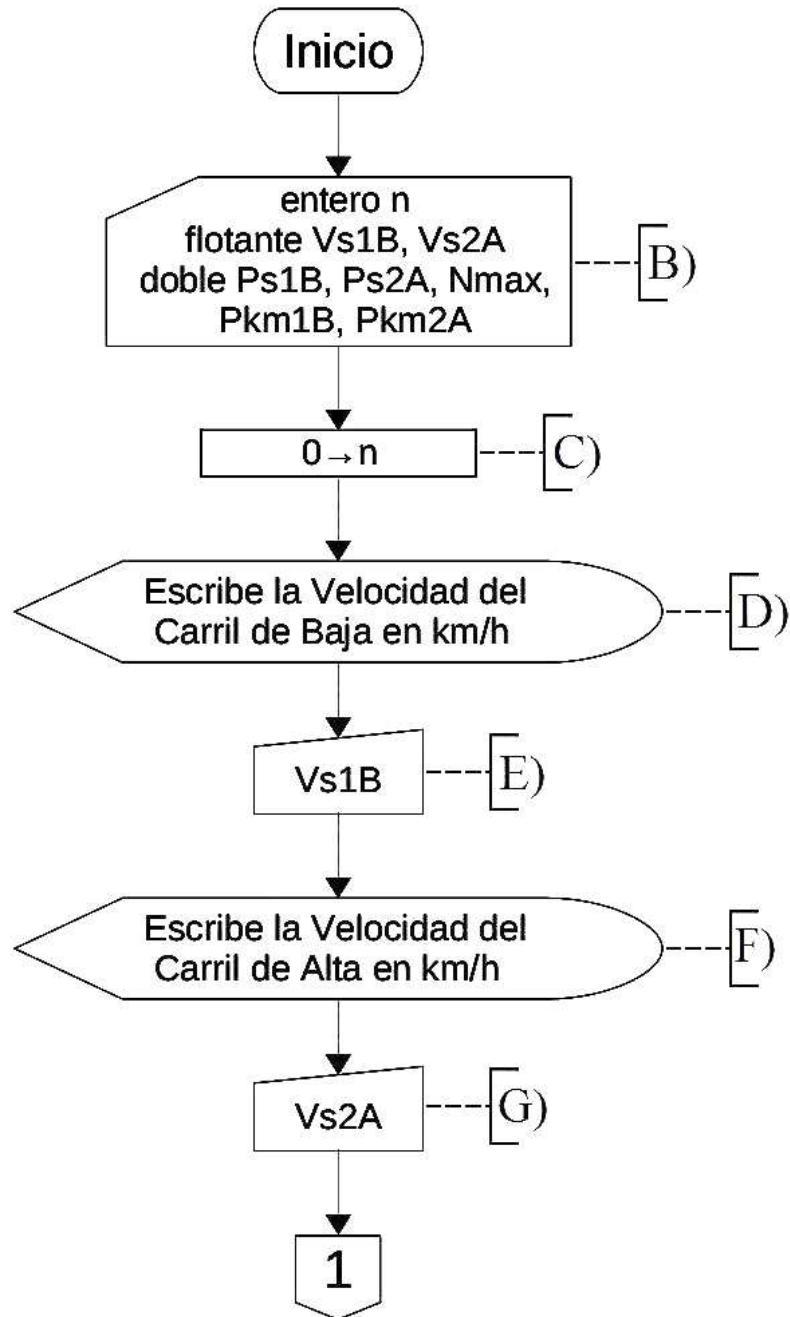 Inicio
entero n
flotante Vs1B, Vs2A
doble Ps1B, Ps2A, Nmax,
Pkm1B, Pkm2A
B)
0→n
C)
Escribe la Velocidad del
Carril de Baja en km/h
D)
Vs1B
E)
Escribe la Velocidad del
Carril de Alta en km/h
F)
Vs2A
G)
1